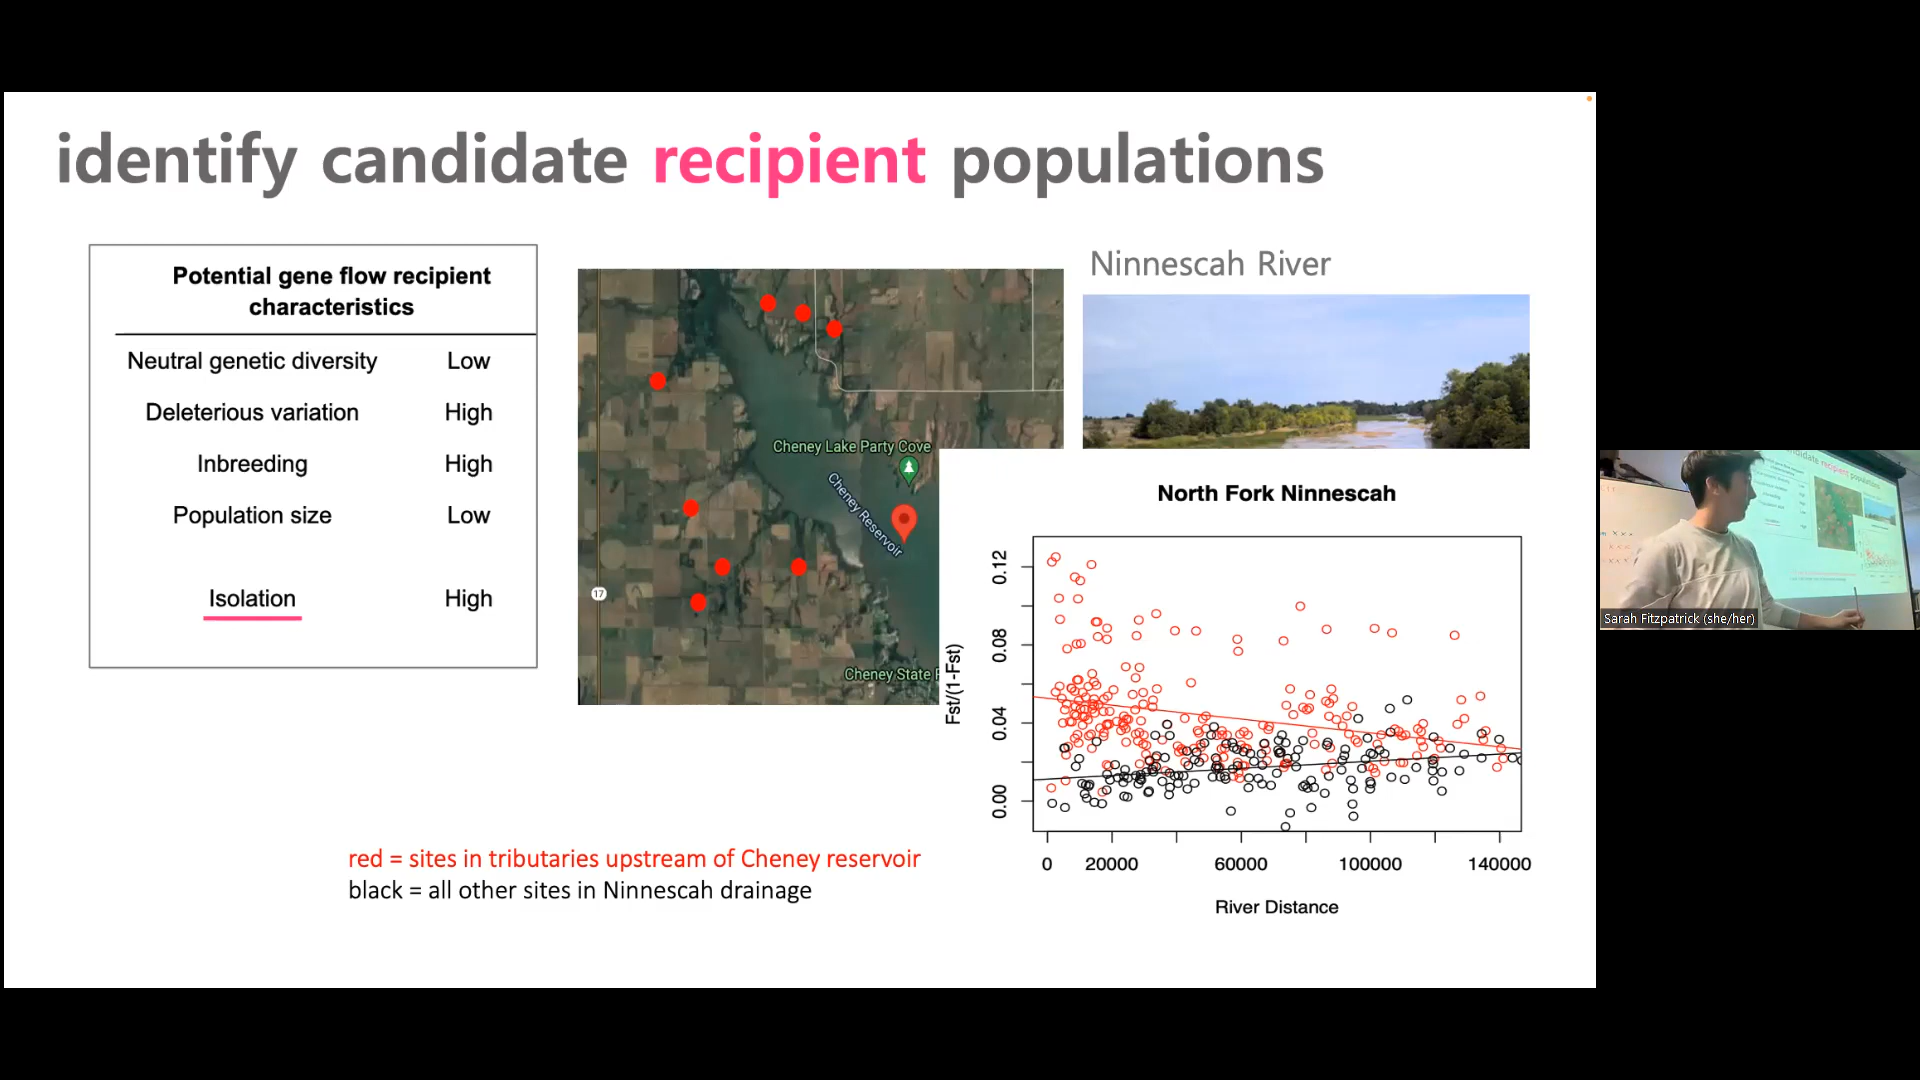 identify candidate recipient populations
Potential gene flow recipient
characteristics
Neutral genetic diversity Low
Deleterious variation High
Inbreeding High
Population size Low
Isolation High
Cheney Lake Party Cove
Cheney Reservoir
17
Cheney State
Ninnescah River
North Fork Ninnescah
Fst/(1-Fst)
0.12
0.08
0.04
0.00
0 20000 60000 100000 140000
River Distance
red = sites in tributaries upstream of Cheney reservoir
black = all other sites in Ninnescah drainage
Sarah Fitzpatrick (she/her)